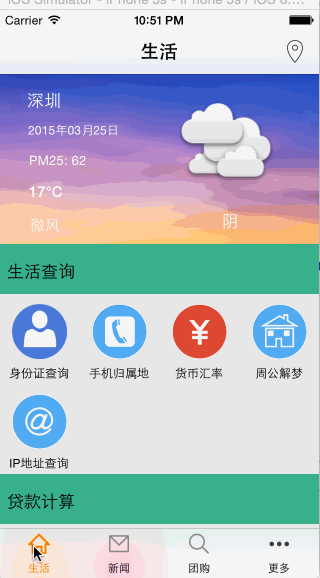 iOS Simulator - iPhone 5s - iPhone 5s / iOS 8....
Carrier 10:51 PM
生活
深圳
2015年03月25日
PM25: 62
17°C
微风
阴
生活查询
身份证查询 手机归属地 货币汇率 周公解梦
IP地址查询
贷款计算
生活 新闻 团购 更多